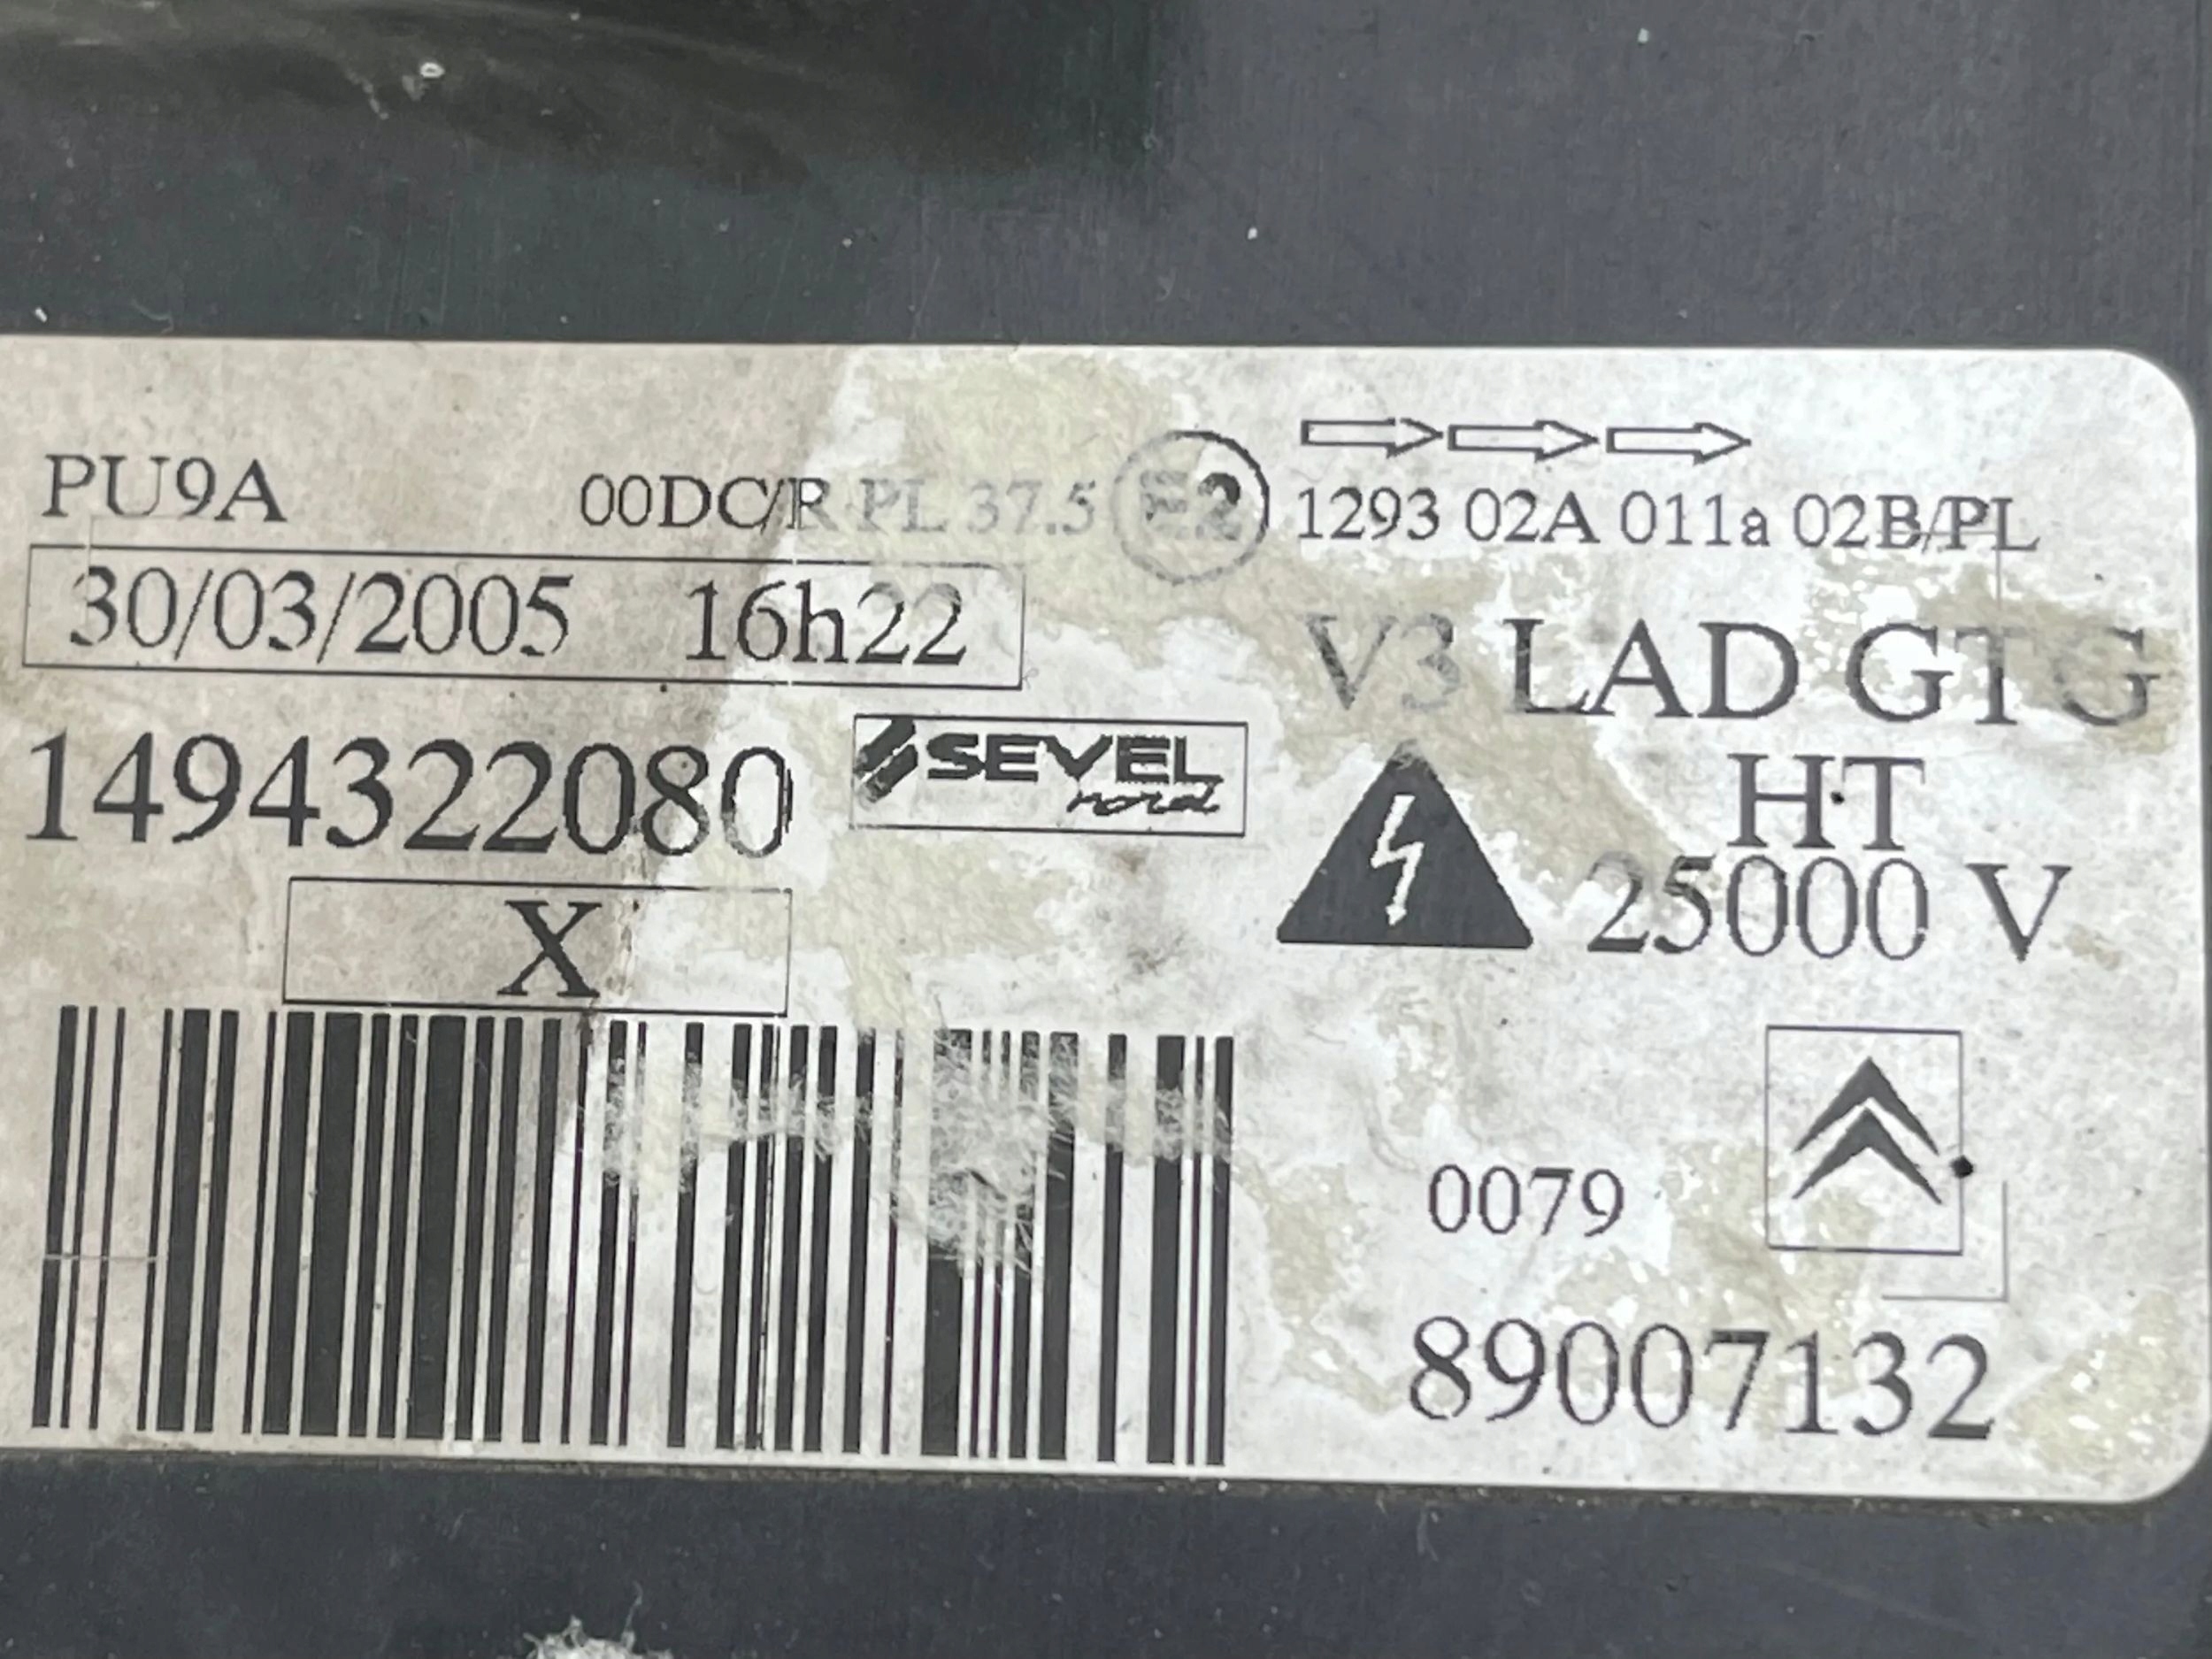 PU9A 00DC/R PL 37.5 E2 1293 02A 011a 02B/PL
30/03/2005 16h22
V3 LAD GTG
1494322080
SEVEL
nord
HT
25000 V
X
0079
89007132